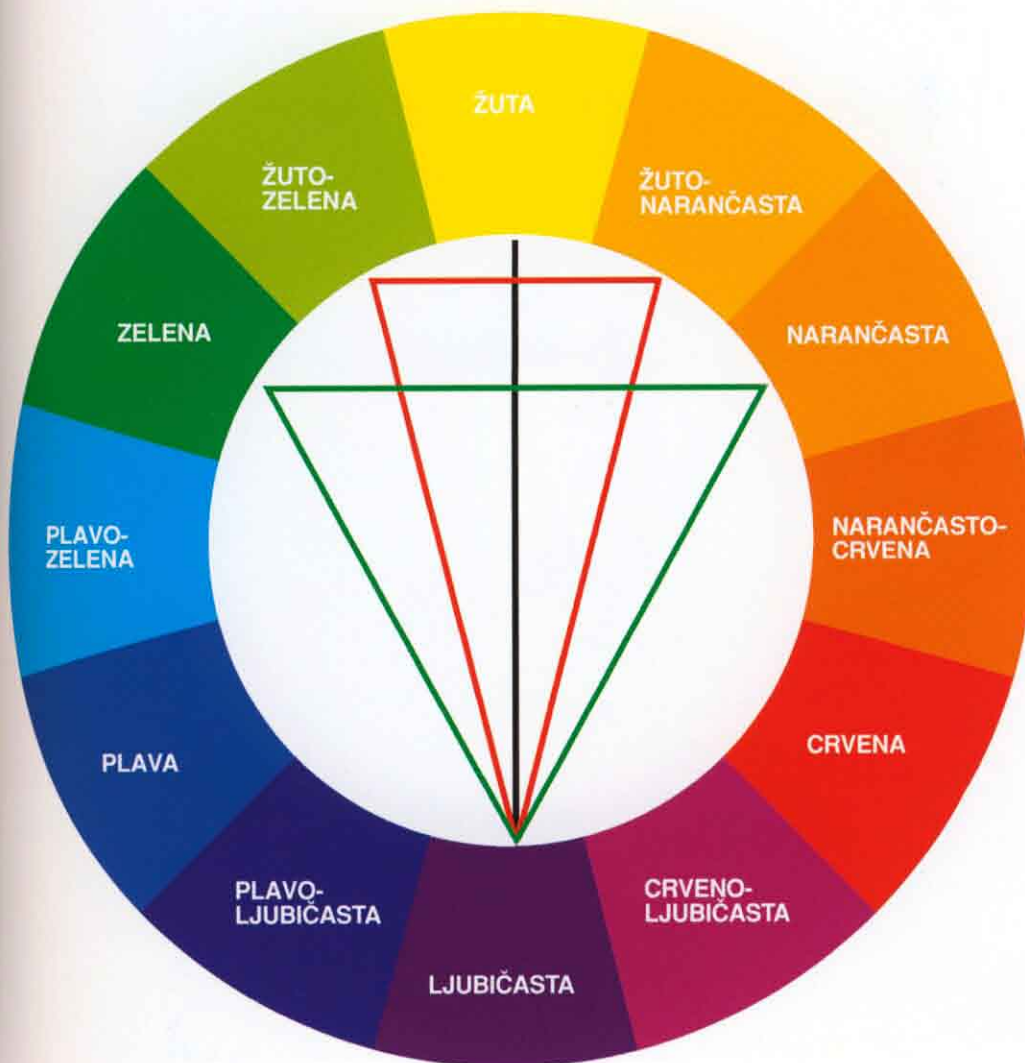 ŽUTA
ŽUTO-
NARANČASTA
NARANČASTA
NARANČASTO-
CRVENA
CRVENA
CRVENO-
LJUBIČASTA
LJUBIČASTA
PLAVO-
LJUBIČASTA
PLAVA
PLAVO-
ZELENA
ZELENA
ŽUTO-
ZELENA